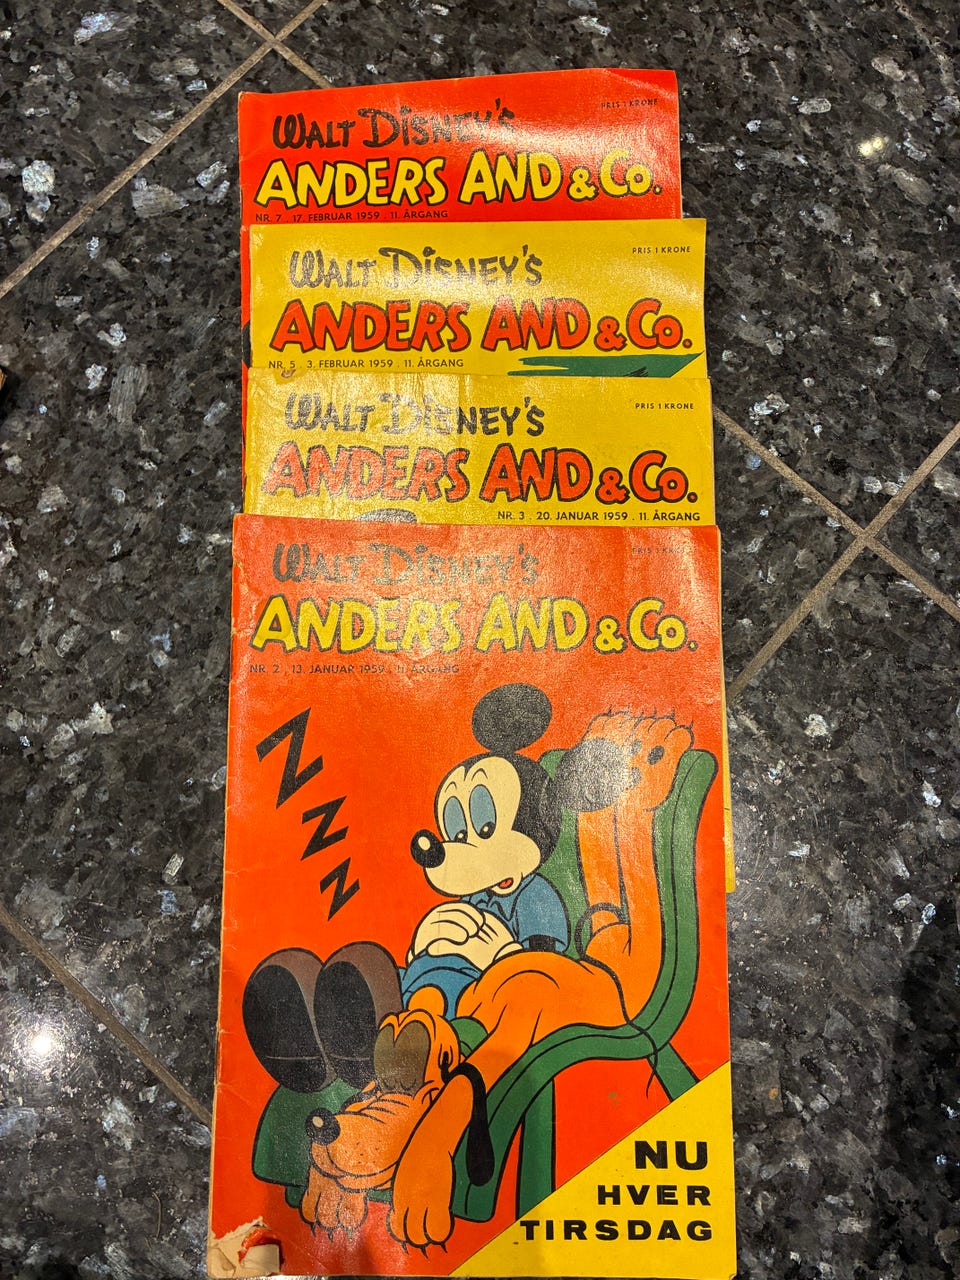 PRIS 1 KRONE
WALT DISNEY'S
ANDERS AND & Co.
NR. 7 . 17. FEBRUAR 1959 . 11. ÅRGANG
PRIS 1 KRONE
WALT DISNEY'S
ANDERS AND & Co.
NR. 5 . 3. FEBRUAR 1959 . 11. ÅRGANG
PRIS 1 KRONE
WALT DISNEY'S
ANDERS AND & Co.
NR. 3 . 20. JANUAR 1959 . 11. ÅRGANG
PRIS 1 KRONE
WALT DISNEY'S
ANDERS AND & Co.
NR. 2 . 13. JANUAR 1959 . 11. ÅRGANG
Z
Z
Z
NU
HVER
TIRSDAG